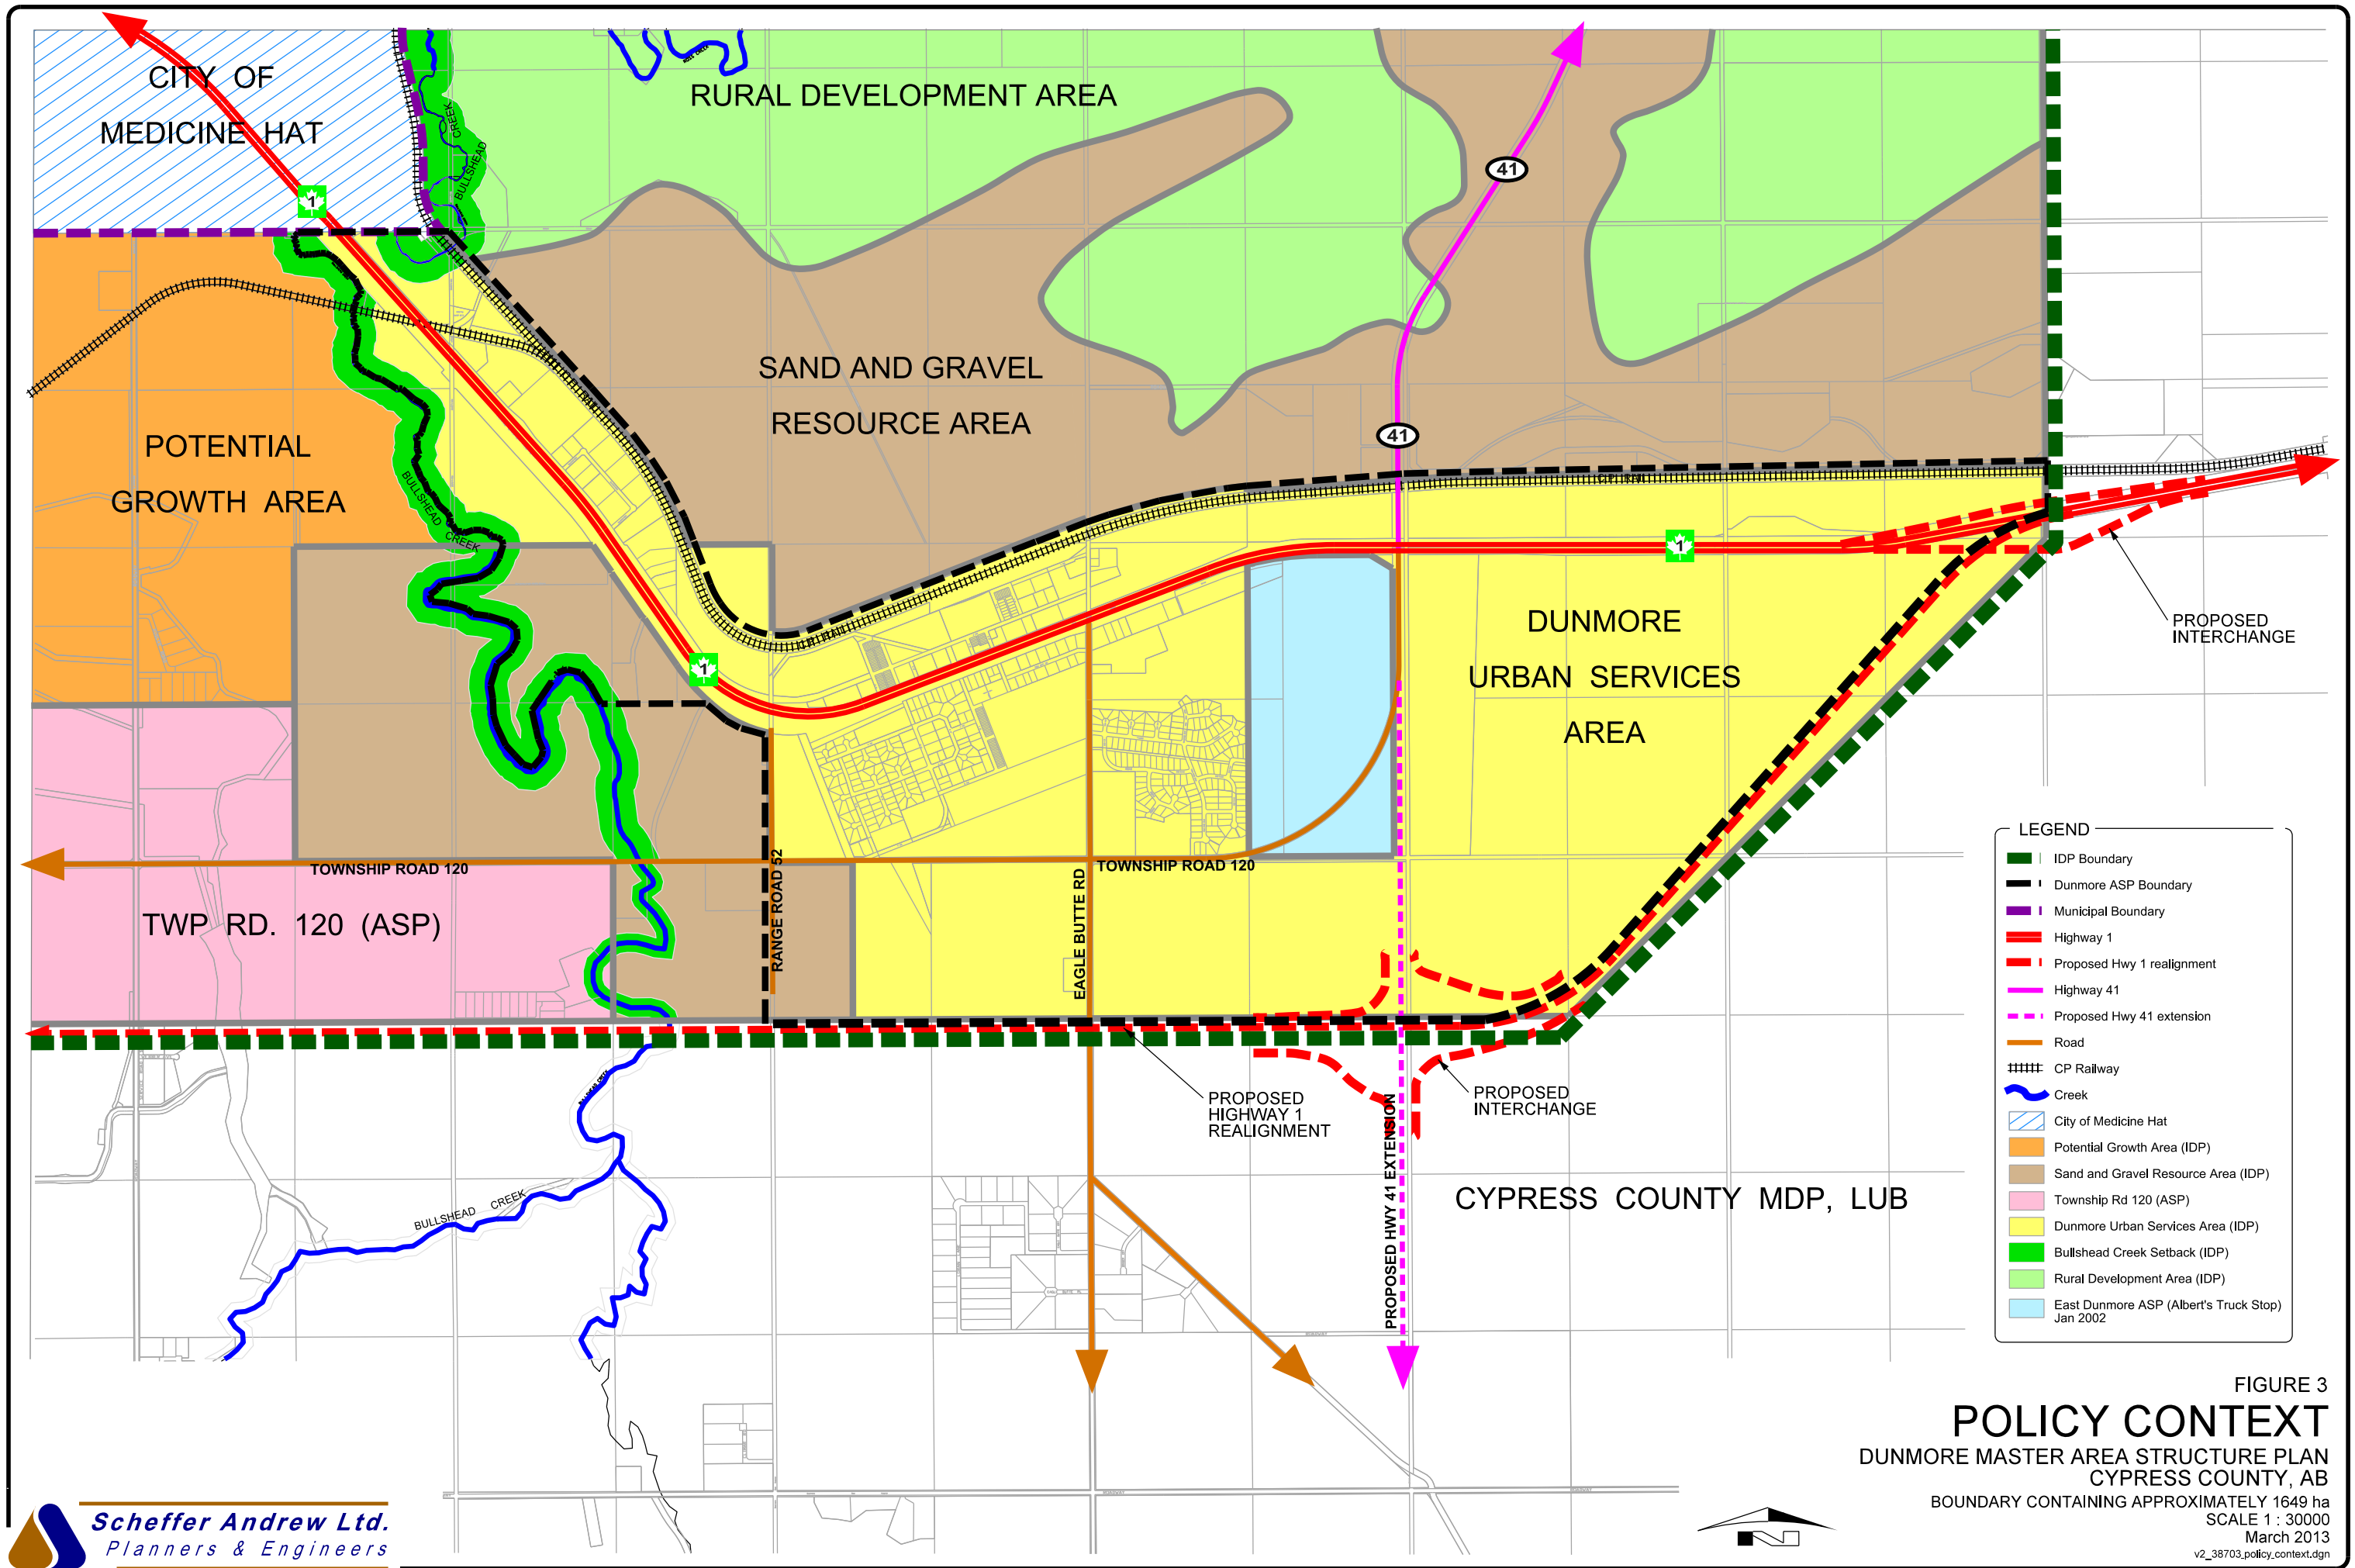 CITY OF
MEDICINE HAT
RURAL DEVELOPMENT AREA
CREEK
BULLSHEAD
1
41
SAND AND GRAVEL
RESOURCE AREA
41
POTENTIAL
GROWTH AREA
BULLSHEAD
CREEK
C.P. RAIL
1
1
DUNMORE
URBAN SERVICES
AREA
PROPOSED
INTERCHANGE
TOWNSHIP ROAD 120
TOWNSHIP ROAD 120
RANGE ROAD 52
EAGLE BUTTE RD
TWP RD. 120 (ASP)
PROPOSED
HIGHWAY 1
REALIGNMENT
PROPOSED
INTERCHANGE
PROPOSED HWY 41 EXTENSION
CYPRESS COUNTY MDP, LUB
BULLSHEAD CREEK
LEGEND
IDP Boundary
Dunmore ASP Boundary
Municipal Boundary
Highway 1
Proposed Hwy 1 realignment
Highway 41
Proposed Hwy 41 extension
Road
CP Railway
Creek
City of Medicine Hat
Potential Growth Area (IDP)
Sand and Gravel Resource Area (IDP)
Township Rd 120 (ASP)
Dunmore Urban Services Area (IDP)
Bullshead Creek Setback (IDP)
Rural Development Area (IDP)
East Dunmore ASP (Albert's Truck Stop)
Jan 2002
FIGURE 3
POLICY CONTEXT
DUNMORE MASTER AREA STRUCTURE PLAN
CYPRESS COUNTY, AB
BOUNDARY CONTAINING APPROXIMATELY 1649 ha
SCALE 1 : 30000
March 2013
v2_38703_policy_context.dgn
Scheffer Andrew Ltd.
Planners & Engineers